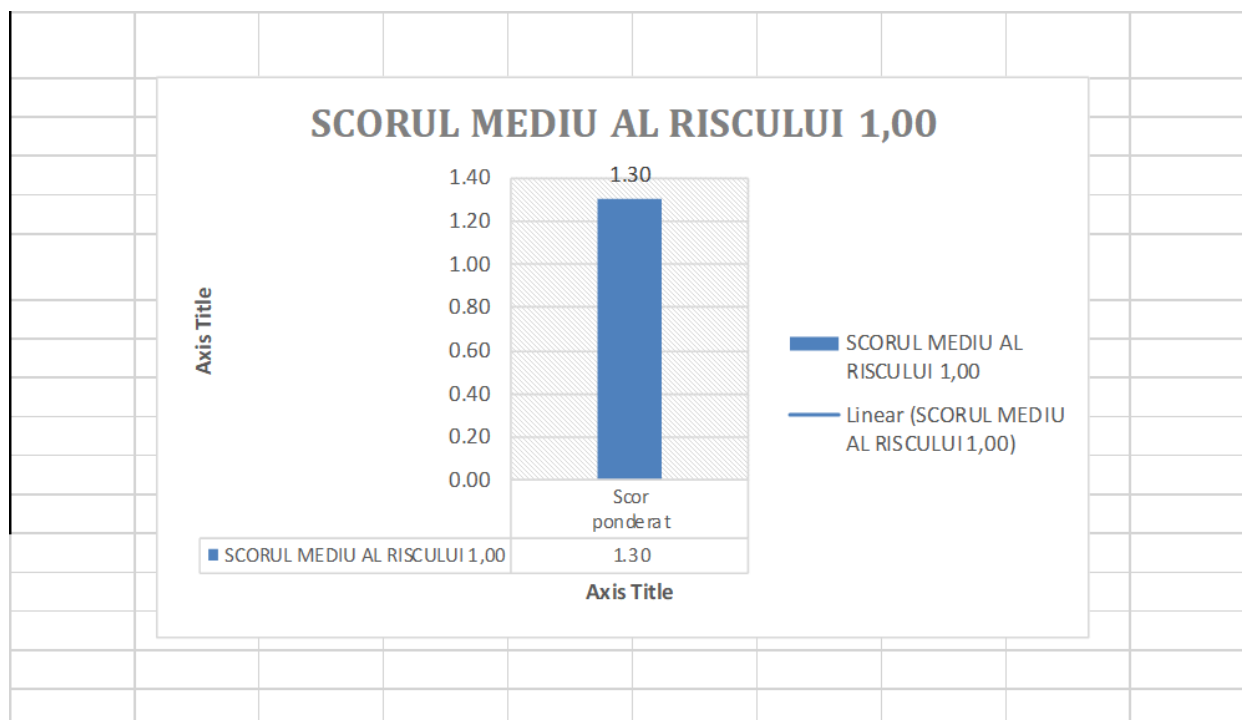 SCORUL MEDIU AL RISCULUI 1,00
1.40
1.30
1.20
1.00
0.80
0.60
0.40
0.20
0.00
Axis Title
Scor
ponderat
SCORUL MEDIU AL RISCULUI 1,00
1.30
Axis Title
SCORUL MEDIU AL
RISCULUI 1,00
Linear (SCORUL MEDIU
AL RISCULUI 1,00)